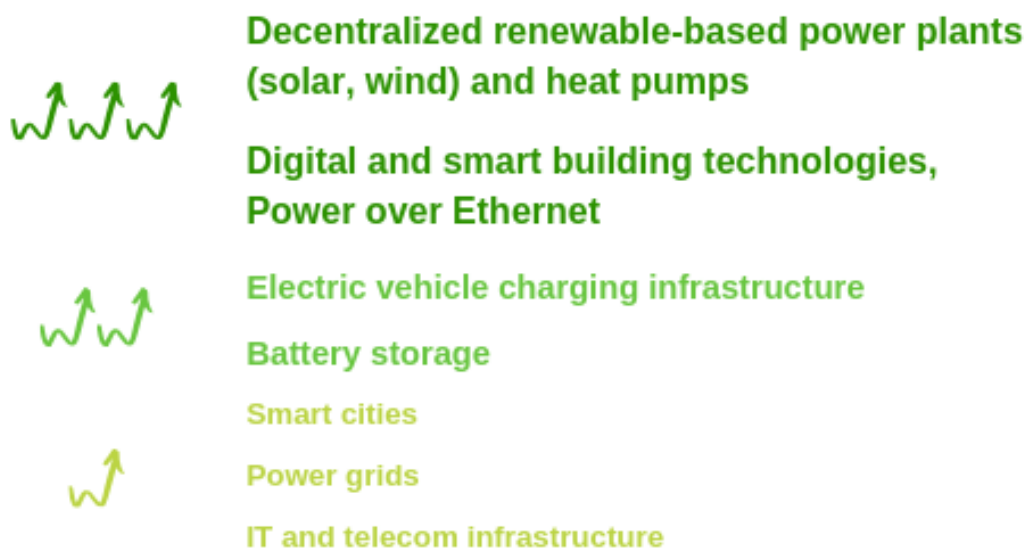 Decentralized renewable-based power plants
(solar, wind) and heat pumps
Digital and smart building technologies,
Power over Ethernet
Electric vehicle charging infrastructure
Battery storage
Smart cities
Power grids
IT and telecom infrastructure